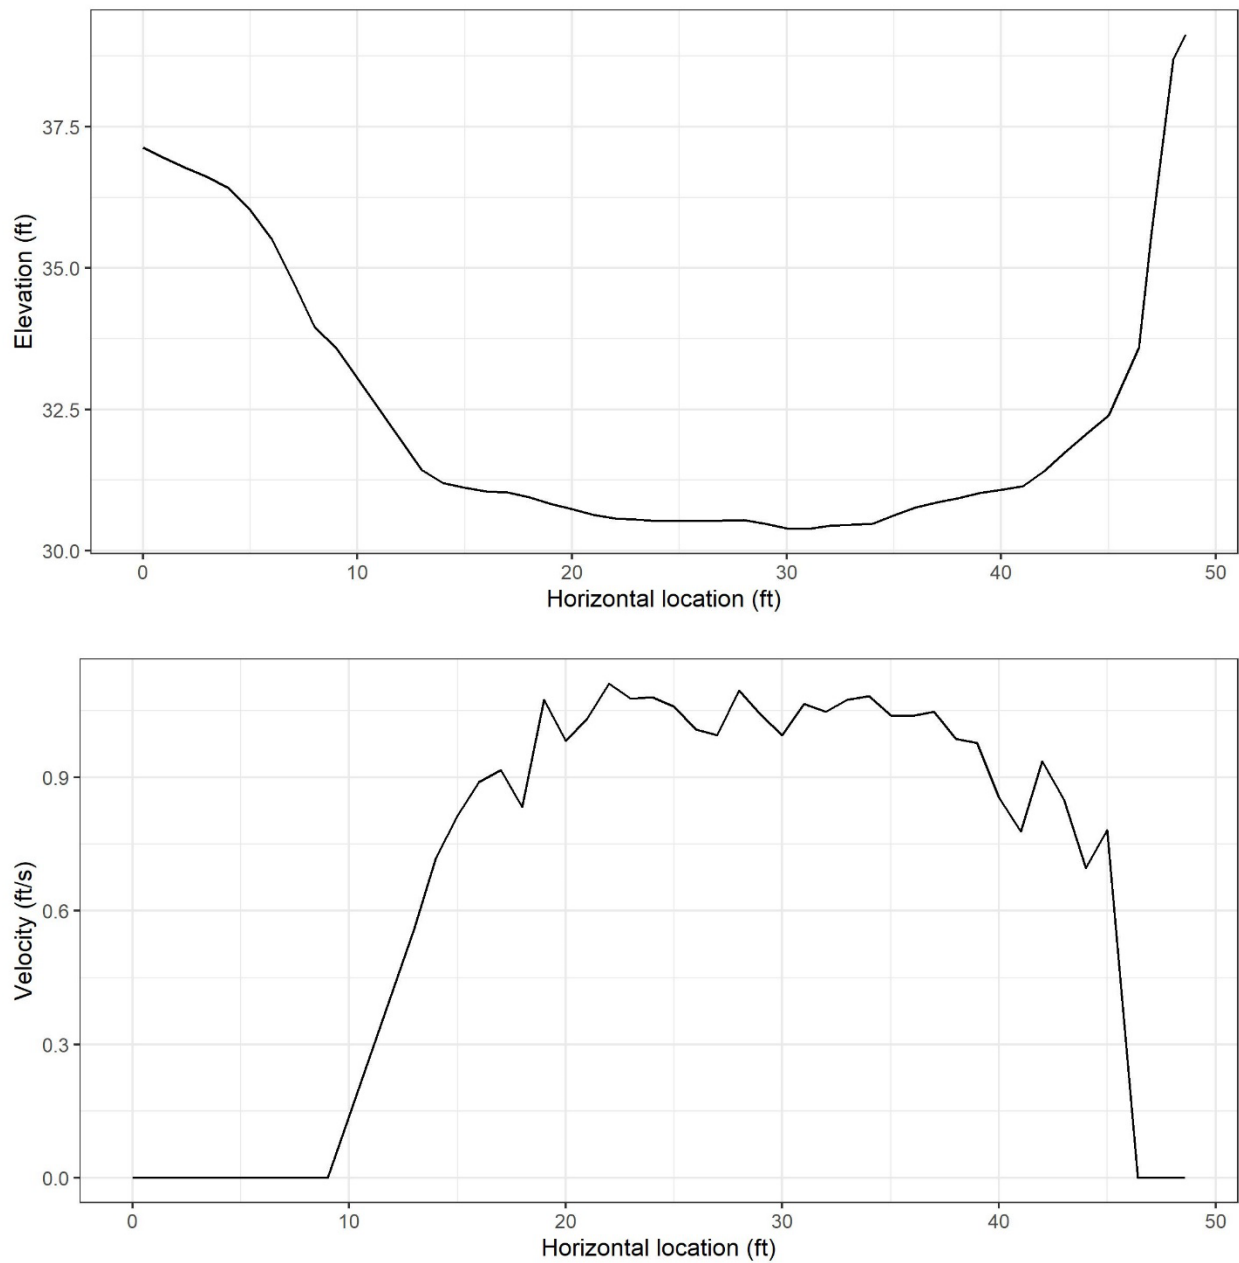 37.5
35.0
32.5
30.0
Elevation (ft)
0 10 20 30 40 50
Horizontal location (ft)
0.9
0.6
0.3
0.0
Velocity (ft/s)
0 10 20 30 40 50
Horizontal location (ft)